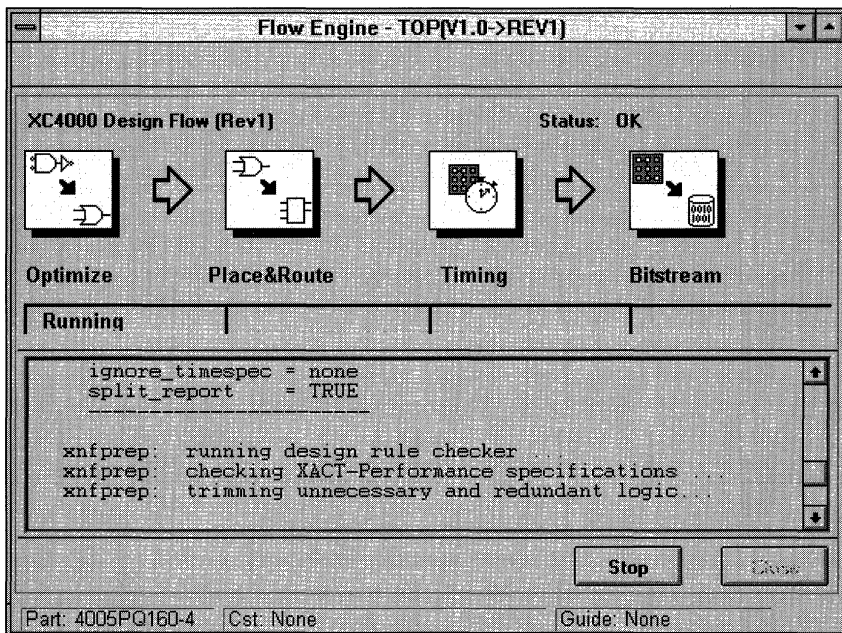 Flow Engine - TOP(V1.0->REV1)
XC4000 Design Flow (Rev1) Status: OK
0010
1001
Optimize Place&Route Timing Bitstream
Running
ignore_timespec = none
split_report = TRUE
-----------------------
xnfprep: running design rule checker ...
xnfprep: checking XACT-Performance specifications ...
xnfprep: trimming unnecessary and redundant logic...
Stop Close
Part: 4005PQ160-4 Cst: None Guide: None